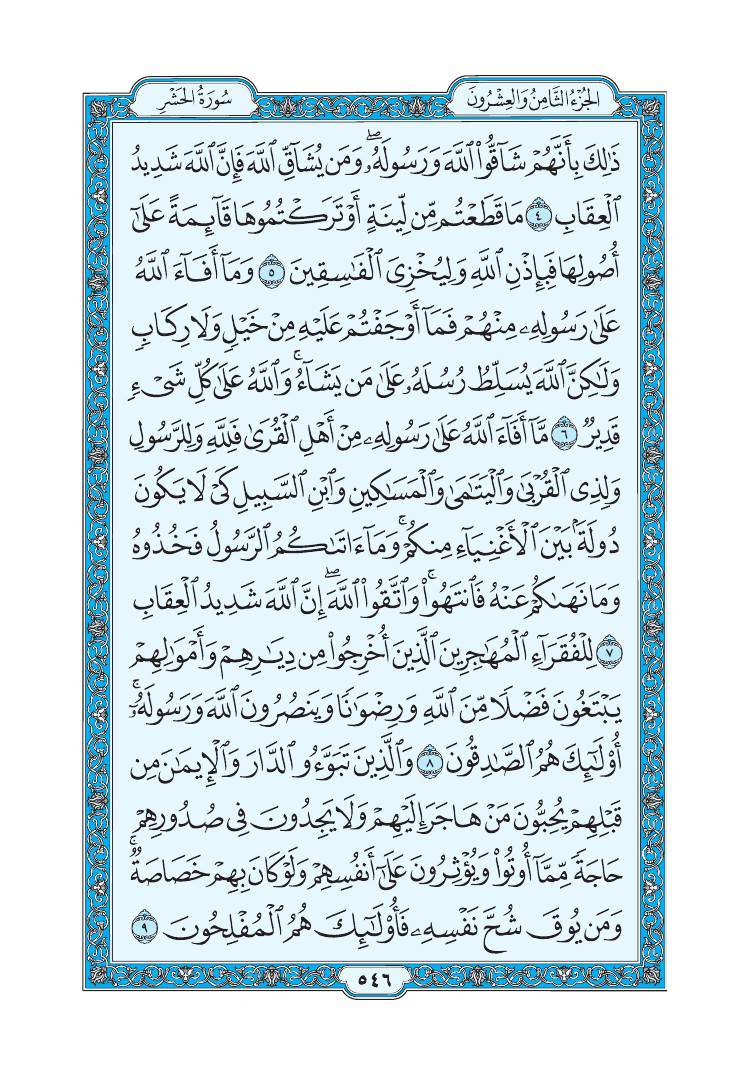 الجُزْءُ الثَّامِنُ وَالعِشْرُونَ
سُورَةُ الحَشْرِ
ذَٰلِكَ بِأَنَّهُمْ شَآقُّوا۟ ٱللَّهَ وَرَسُولَهُۥ ۖ وَمَن يُشَآقِّ ٱللَّهَ فَإِنَّ ٱللَّهَ شَدِيدُ
ٱلْعِقَابِ ٤ مَا قَطَعْتُم مِّن لِّينَةٍ أَوْ تَرَكْتُمُوهَا قَآئِمَةً عَلَىٰٓ
أُصُولِهَا فَبِإِذْنِ ٱللَّهِ وَلِيُخْزِىَ ٱلْفَٰسِقِينَ ٥ وَمَآ أَفَآءَ ٱللَّهُ
عَلَىٰ رَسُولِهِۦ مِنْهُمْ فَمَآ أَوْجَفْتُمْ عَلَيْهِ مِنْ خَيْلٍ وَلَا رِكَابٍ
وَلَٰكِنَّ ٱللَّهَ يُسَلِّطُ رُسُلَهُۥ عَلَىٰ مَن يَشَآءُ ۚ وَٱللَّهُ عَلَىٰ كُلِّ شَىْءٍ
قَدِيرٌ ٦ مَّآ أَفَآءَ ٱللَّهُ عَلَىٰ رَسُولِهِۦ مِنْ أَهْلِ ٱلْقُرَىٰ فَلِلَّهِ وَلِلرَّسُولِ
وَلِذِى ٱلْقُرْبَىٰ وَٱلْيَتَٰمَىٰ وَٱلْمَسَٰكِينِ وَٱبْنِ ٱلسَّبِيلِ كَىْ لَا يَكُونَ
دُولَةًۢ بَيْنَ ٱلْأَغْنِيَآءِ مِنكُمْ ۚ وَمَآ ءَاتَىٰكُمُ ٱلرَّسُولُ فَخُذُوهُ
وَمَا نَهَىٰكُمْ عَنْهُ فَٱنتَهُوا۟ ۚ وَٱتَّقُوا۟ ٱللَّهَ ۖ إِنَّ ٱللَّهَ شَدِيدُ ٱلْعِقَابِ
٧ لِلْفُقَرَآءِ ٱلْمُهَٰجِرِينَ ٱلَّذِينَ أُخْرِجُوا۟ مِن دِيَٰرِهِمْ وَأَمْوَٰلِهِمْ
يَبْتَغُونَ فَضْلًا مِّنَ ٱللَّهِ وَرِضْوَٰنًا وَيَنصُرُونَ ٱللَّهَ وَرَسُولَهُۥٓ ۚ
أُو۟لَٰٓئِكَ هُمُ ٱلصَّٰدِقُونَ ٨ وَٱلَّذِينَ تَبَوَّءُو ٱلدَّارَ وَٱلْإِيمَٰنَ مِن
قَبْلِهِمْ يُحِبُّونَ مَنْ هَاجَرَ إِلَيْهِمْ وَلَا يَجِدُونَ فِى صُدُورِهِمْ
حَاجَةً مِّمَّآ أُوتُوا۟ وَيُؤْثِرُونَ عَلَىٰٓ أَنفُسِهِمْ وَلَوْ كَانَ بِهِمْ خَصَاصَةٌ ۚ
وَمَن يُوقَ شُحَّ نَفْسِهِۦ فَأُو۟لَٰٓئِكَ هُمُ ٱلْمُفْلِحُونَ ٩
٥٤٦